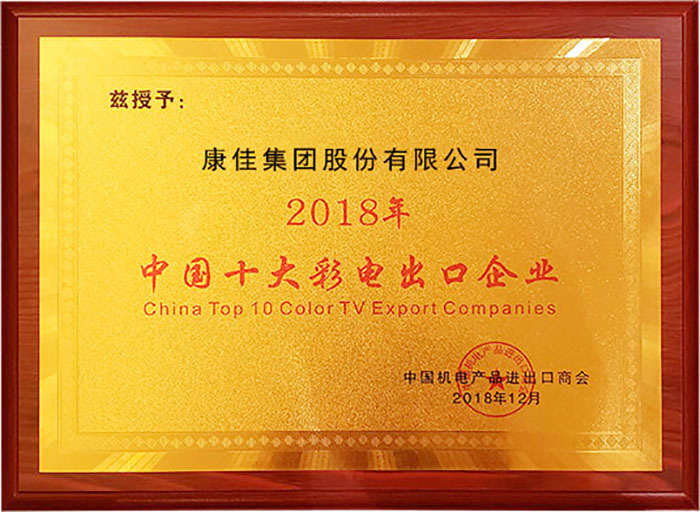 兹授予：
康佳集团股份有限公司
2018年
中国十大彩电出口企业
China Top 10 Color TV Export Companies
中国机电产品进出口商会
2018年12月